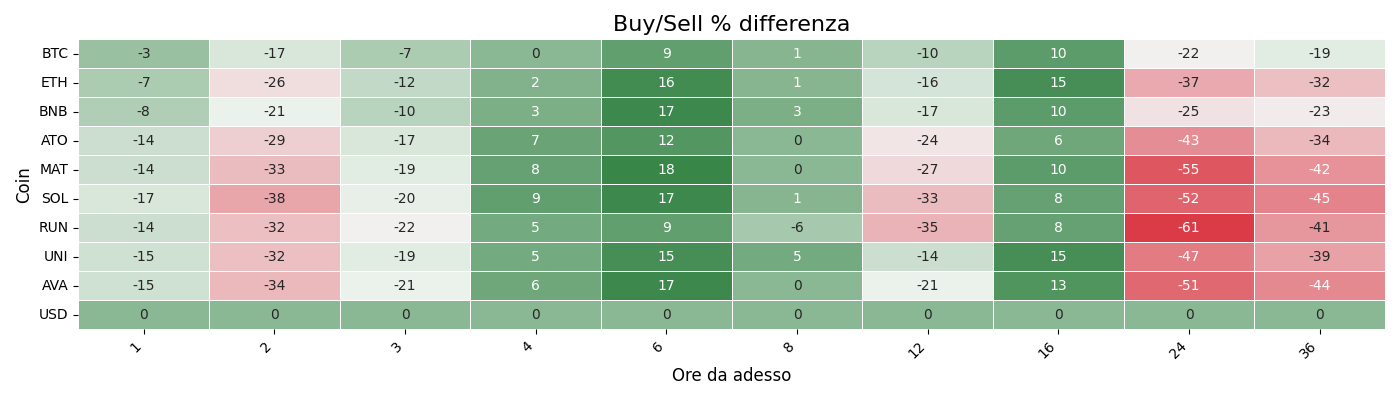 Buy/Sell % differenza
Coin
BTC -3 -17 -7 0 9 1 -10 10 -22 -19
ETH -7 -26 -12 2 16 1 -16 15 -37 -32
BNB -8 -21 -10 3 17 3 -17 10 -25 -23
ATO -14 -29 -17 7 12 0 -24 6 -43 -34
MAT -14 -33 -19 8 18 0 -27 10 -55 -42
SOL -17 -38 -20 9 17 1 -33 8 -52 -45
RUN -14 -32 -22 5 9 -6 -35 8 -61 -41
UNI -15 -32 -19 5 15 5 -14 15 -47 -39
AVA -15 -34 -21 6 17 0 -21 13 -51 -44
USD 0 0 0 0 0 0 0 0 0 0
1 2 3 4 6 8 12 16 24 36
Ore da adesso